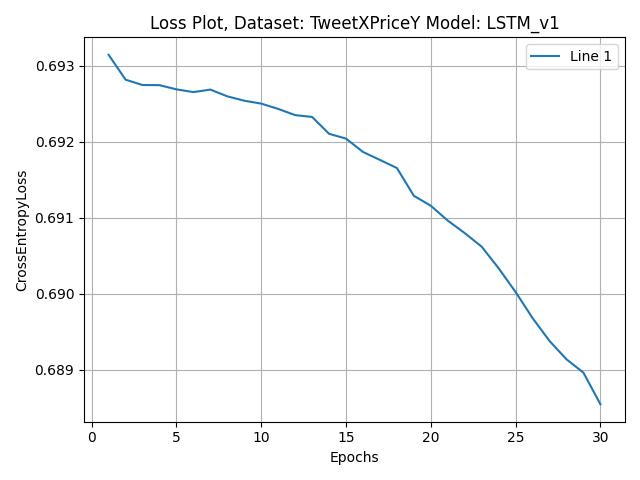 Loss Plot, Dataset: TweetXPriceY Model: LSTM_v1
Line 1
0.693
0.692
0.691
0.690
0.689
CrossEntropyLoss
0 5 10 15 20 25 30
Epochs